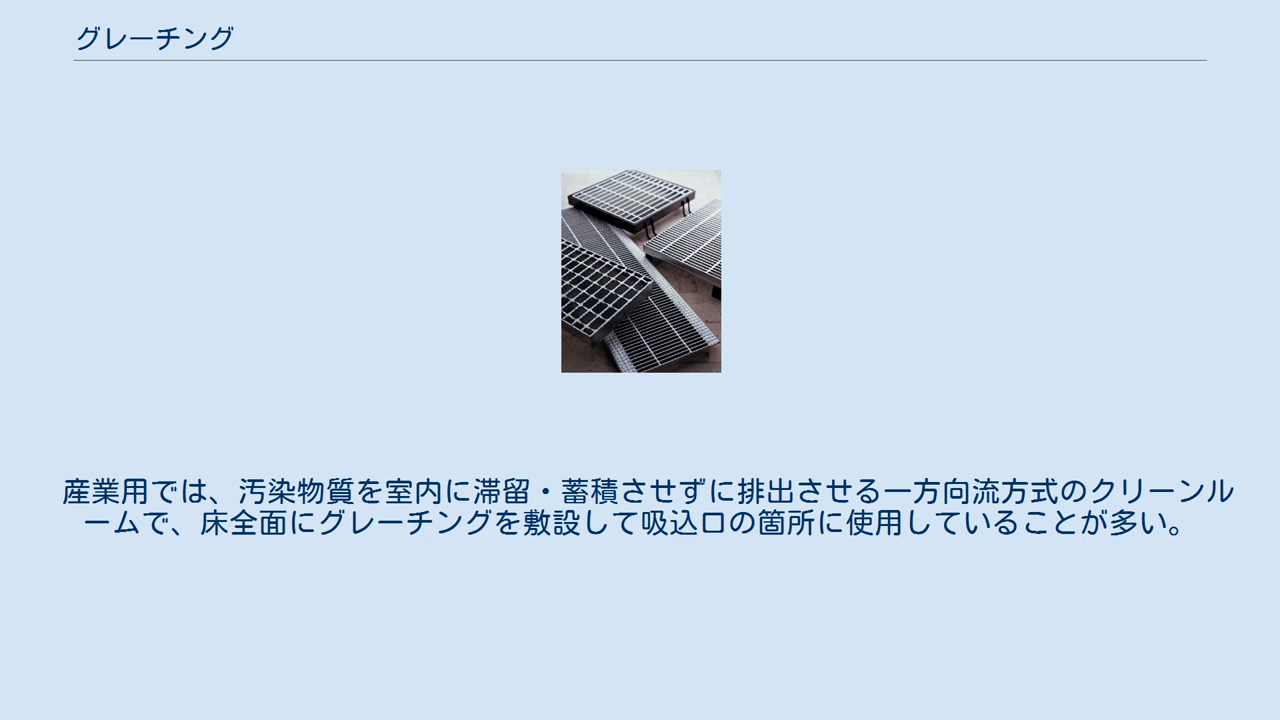 グレーチング
産業用では、汚染物質を室内に滞留・蓄積させずに排出させる一方向流方式のクリーンル
ームで、床全面にグレーチングを敷設して吸込口の箇所に使用していることが多い。